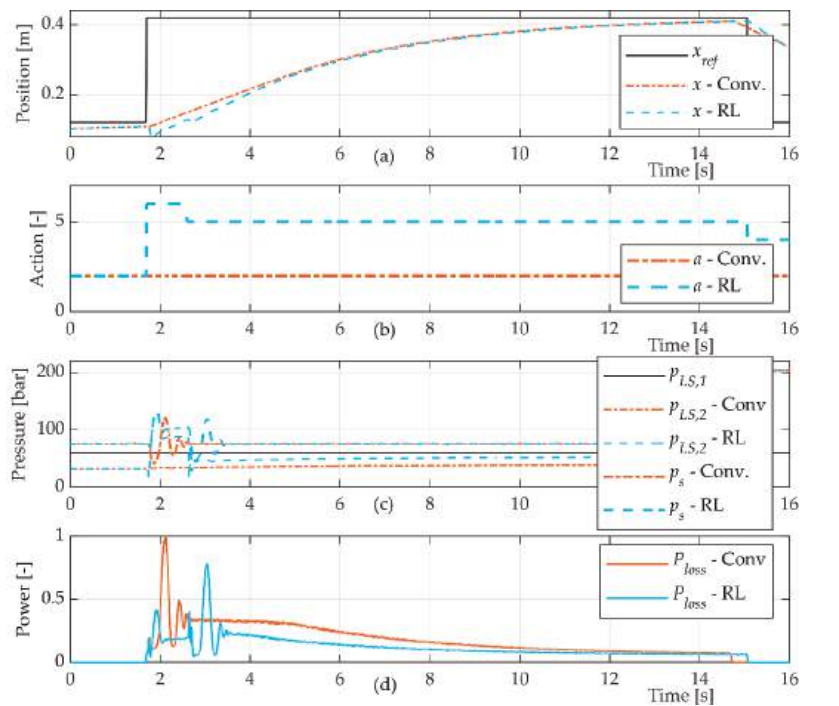 Position [m]
0.4
0.2
x_ref
x - Conv.
x - RL
0 2 4 6 8 10 12 14 16
(a)
Time [s]
Action [-]
5
0
a - Conv.
a - RL
0 2 4 6 8 10 12 14 16
(b)
Time [s]
Pressure [bar]
200
100
0
p_LS,1
p_LS,2 - Conv
p_LS,2 - RL
p_s - Conv.
p_s - RL
0 2 4 6 8 10 12 14 16
(c)
Time [s]
Power [-]
1
0.5
0
P_loss - Conv
P_loss - RL
0 2 4 6 8 10 12 14 16
(d)
Time [s]